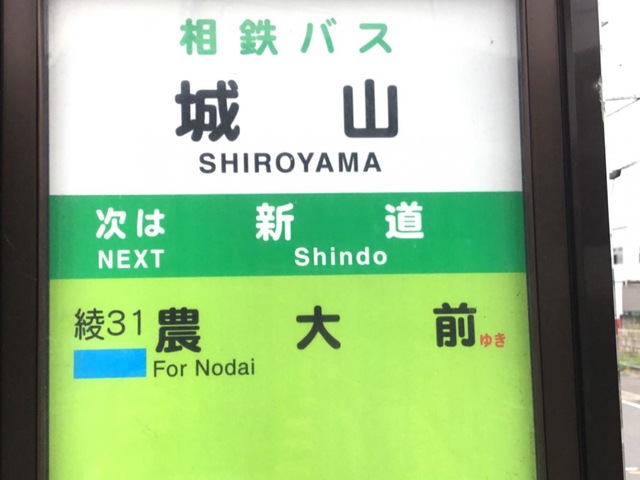 相鉄バス
城山
SHIROYAMA
次は 新道
NEXT Shindo
綾31 農大前 ゆき
For Nodai